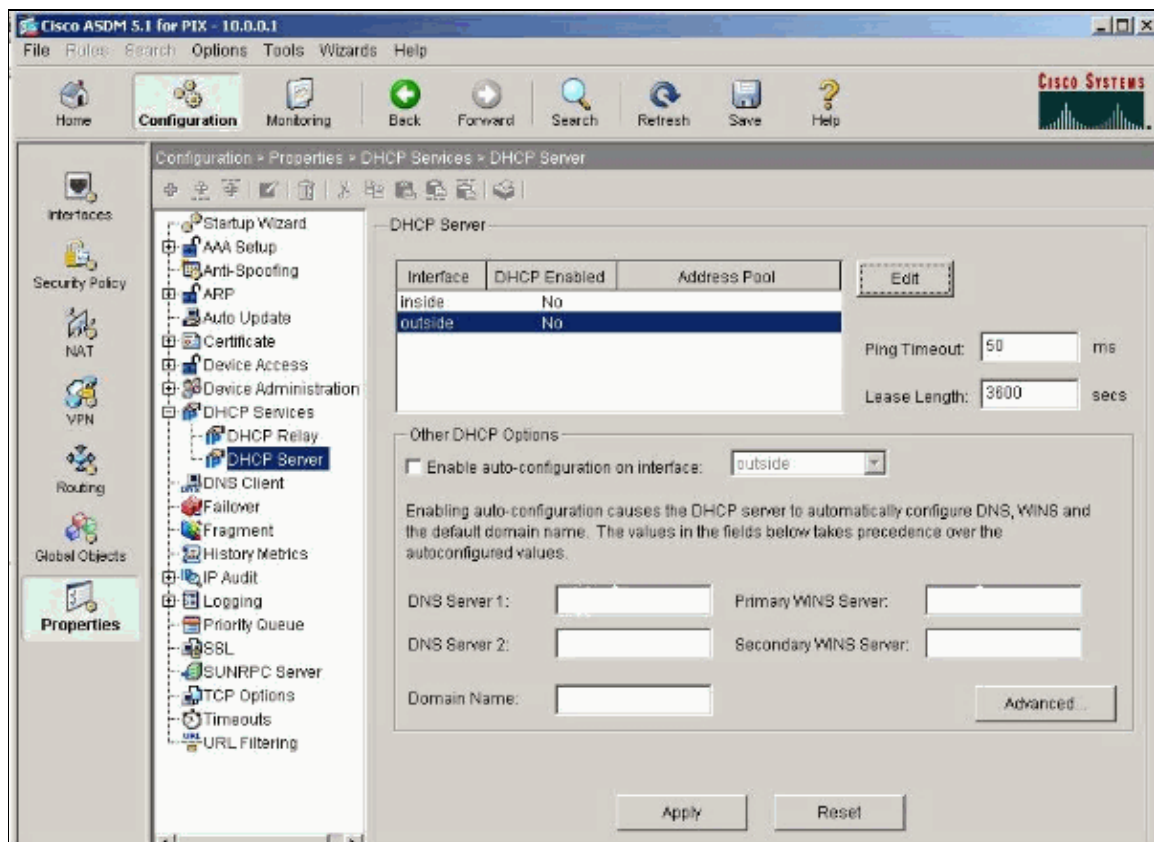 Cisco ASDM 5.1 for PIX - 10.0.0.1
File Rules Search Options Tools Wizards Help
Home Configuration Monitoring Back Forward Search Refresh Save Help
CISCO SYSTEMS
Configuration > Properties > DHCP Services > DHCP Server
Interfaces
Security Policy
NAT
VPN
Routing
Global Objects
Properties
Startup Wizard
AAA Setup
Anti-Spoofing
ARP
Auto Update
Certificate
Device Access
Device Administration
DHCP Services
DHCP Relay
DHCP Server
DNS Client
Failover
Fragment
History Metrics
IP Audit
Logging
Priority Queue
SSL
SUNRPC Server
TCP Options
Timeouts
URL Filtering
DHCP Server
Interface DHCP Enabled Address Pool
inside No
outside No
Edit
Ping Timeout: 50 ms
Lease Length: 3600 secs
Other DHCP Options
Enable auto-configuration on interface: outside
Enabling auto-configuration causes the DHCP server to automatically configure DNS, WINS and
the default domain name. The values in the fields below takes precedence over the
autoconfigured values.
DNS Server 1: Primary WINS Server:
DNS Server 2: Secondary WINS Server:
Domain Name: Advanced...
Apply Reset